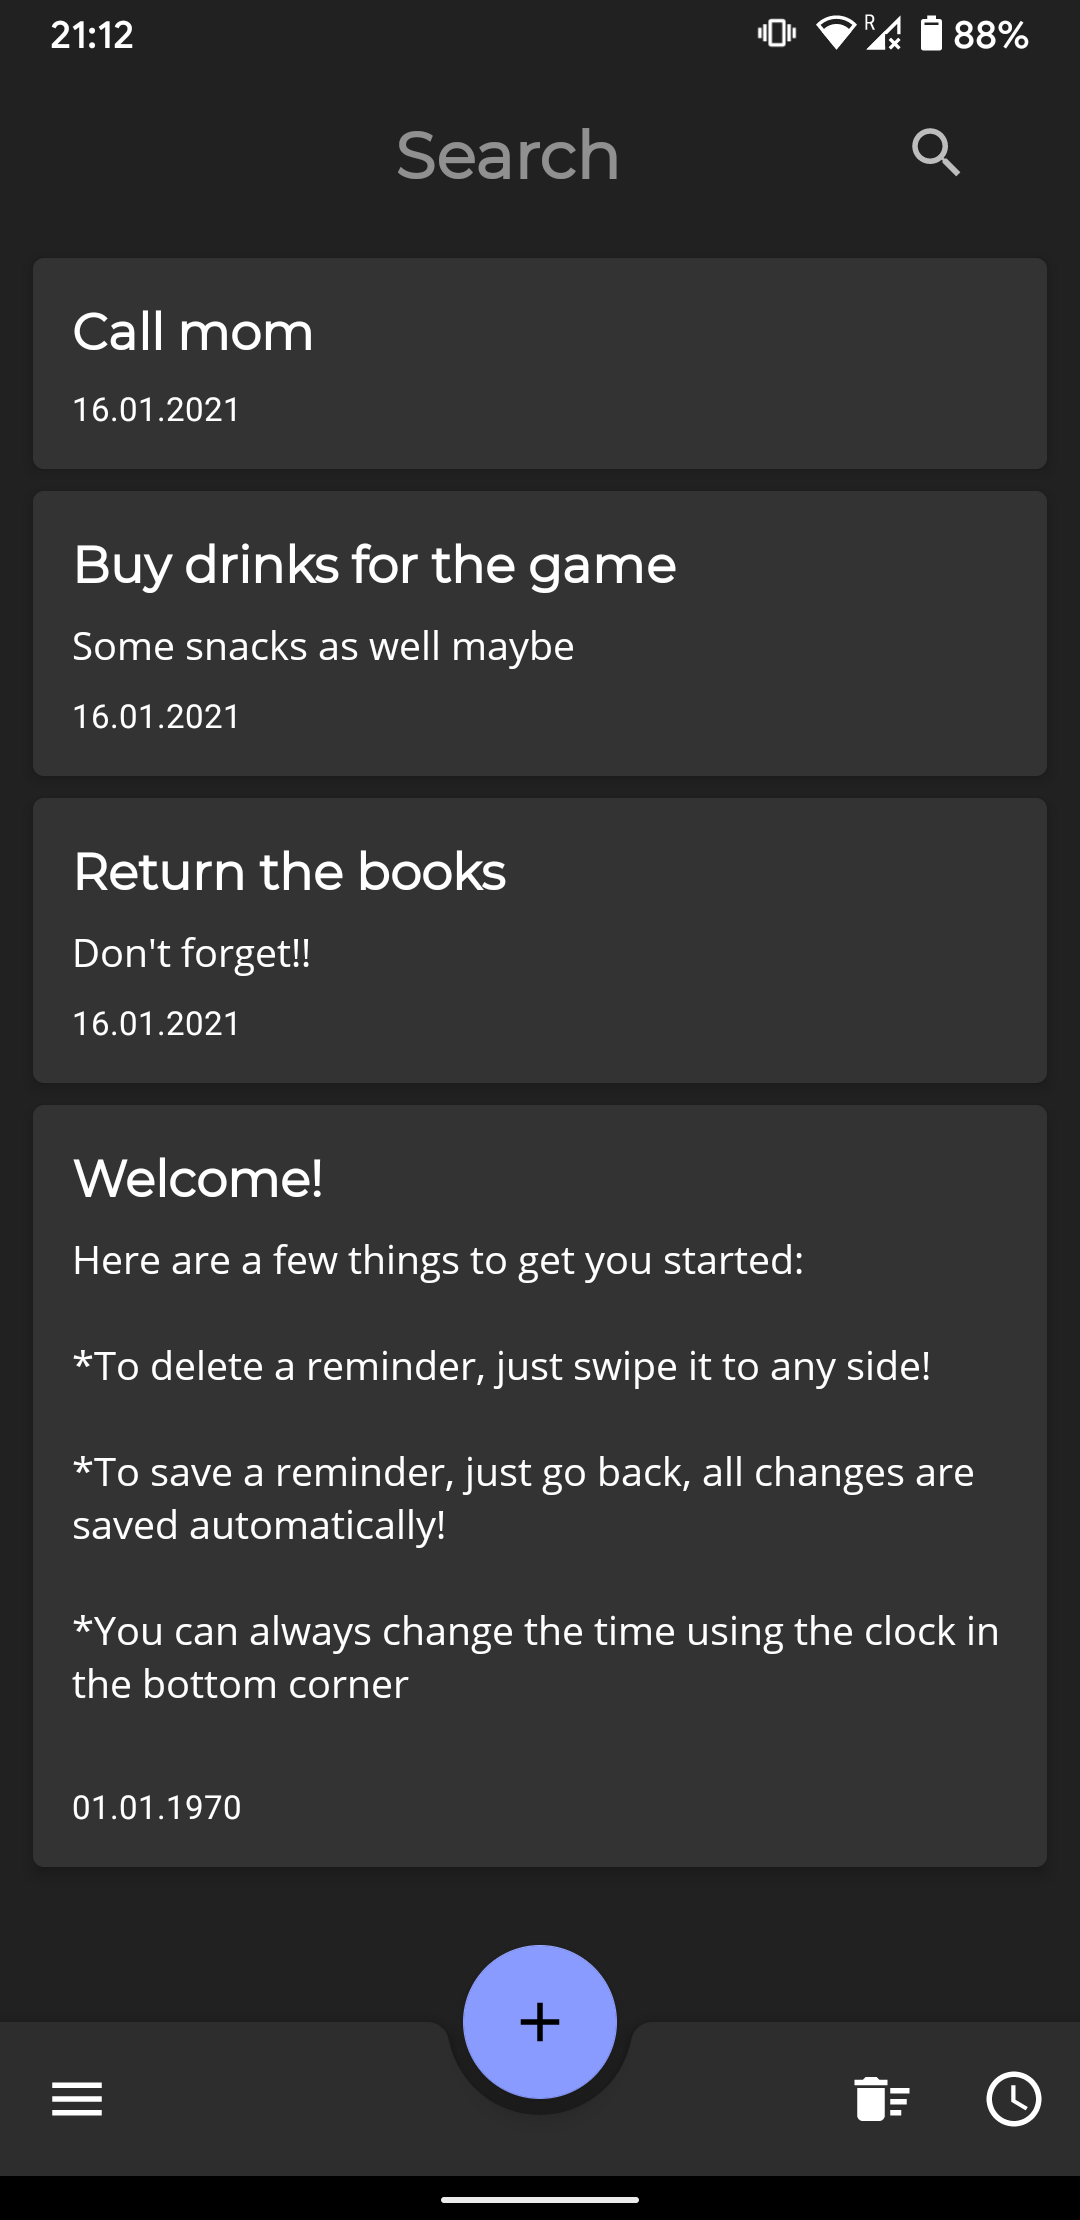 21:12
R
88%
Search
Call mom
16.01.2021
Buy drinks for the game
Some snacks as well maybe
16.01.2021
Return the books
Don't forget!!
16.01.2021
Welcome!
Here are a few things to get you started:
*To delete a reminder, just swipe it to any side!
*To save a reminder, just go back, all changes are
saved automatically!
*You can always change the time using the clock in
the bottom corner
01.01.1970